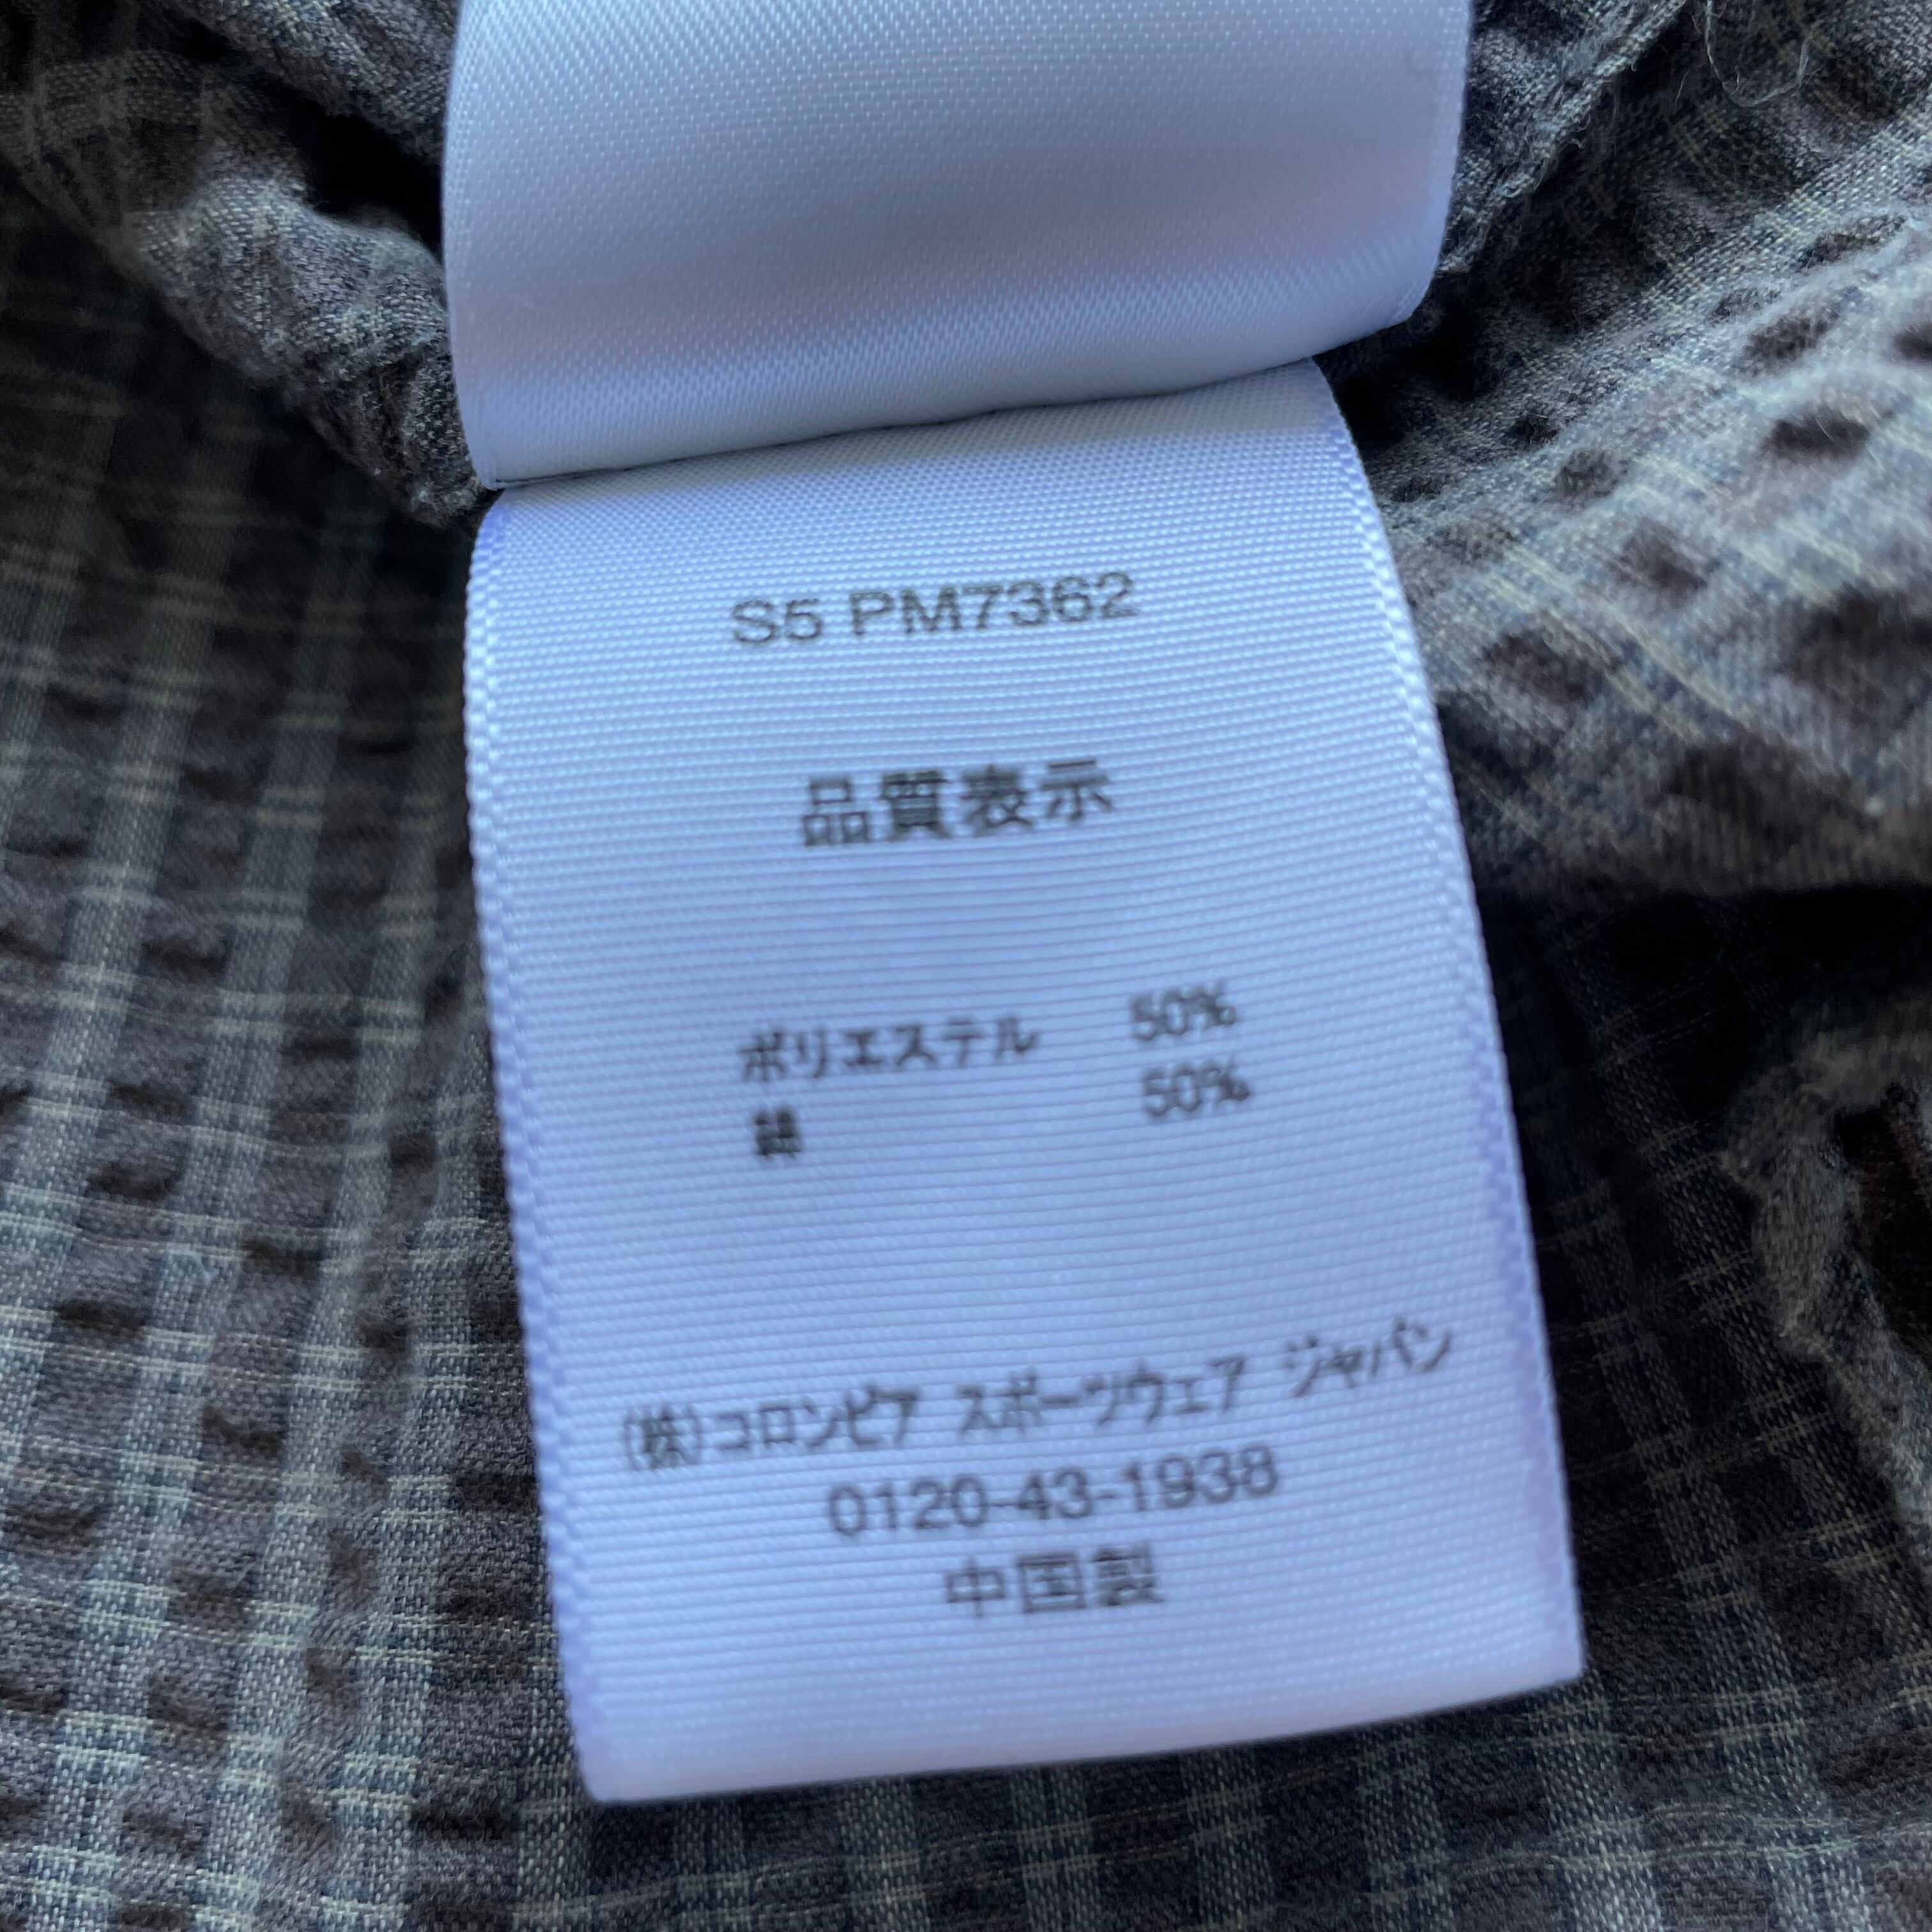 S5 PM7362
品質表示
ポリエステル 50%
綿 50%
(株)コロンビア スポーツウェア ジャパン
0120-43-1938
中国製